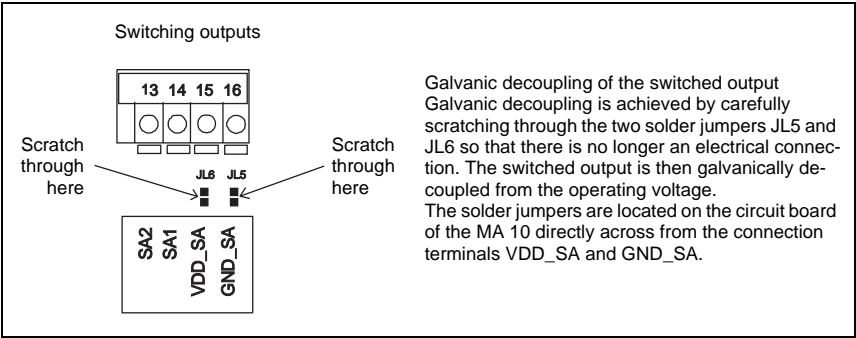 Switching outputs
13 14 15 16
Scratch
through
here
JL6 JL5
Scratch
through
here
SA2
SA1
VDD_SA
GND_SA
Galvanic decoupling of the switched output
Galvanic decoupling is achieved by carefully
scratching through the two solder jumpers JL5 and
JL6 so that there is no longer an electrical connec-
tion. The switched output is then galvanically de-
coupled from the operating voltage.
The solder jumpers are located on the circuit board
of the MA 10 directly across from the connection
terminals VDD_SA and GND_SA.